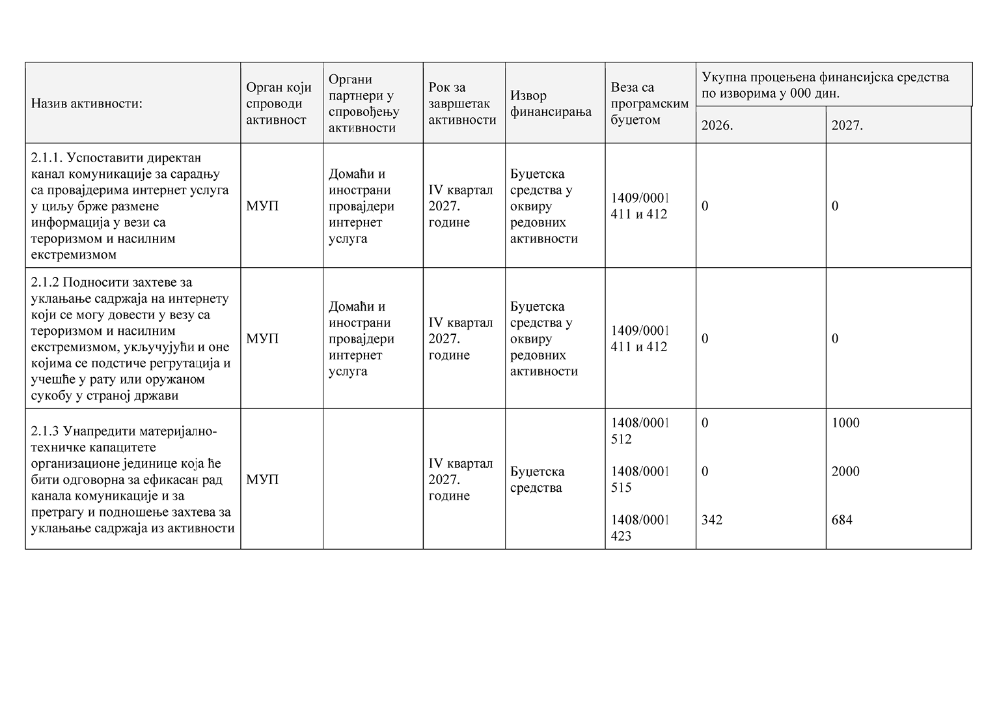 Назив активности:
Орган који
спроводи
активност
Органи
партнери у
спровођењу
активности
Рок за
завршетак
активности
Извор
финансирања
Веза са
програмским
буџетом
Укупна процењена финансијска средства
по изворима у 000 дин.
2026.
2027.
2.1.1. Успоставити директан
канал комуникације за сарадњу
са провајдерима интернет услуга
у циљу брже размене
информација у вези са
тероризмом и насилним
екстремизмом
МУП
Домаћи и
инострани
провајдери
интернет
услуга
IV квартал
2027.
године
Буџетска
средства у
оквиру
редовних
активности
1409/0001
411 и 412
0
0
2.1.2 Подносити захтеве за
уклањање садржаја на интернету
који се могу довести у везу са
тероризмом и насилним
екстремизмом, укључујући и оне
којима се подстиче регрутација и
учешће у рату или оружаном
сукобу у страној држави
МУП
Домаћи и
инострани
провајдери
интернет
услуга
IV квартал
2027.
године
Буџетска
средства у
оквиру
редовних
активности
1409/0001
411 и 412
0
0
2.1.3 Унапредити материјално-
техничке капацитете
организационе јединице која ће
бити одговорна за ефикасан рад
канала комуникације и за
претрагу и подношење захтева за
уклањање садржаја из активности
МУП
IV квартал
2027.
године
Буџетска
средства
1408/0001
512
0
1000
1408/0001
515
0
2000
1408/0001
423
342
684